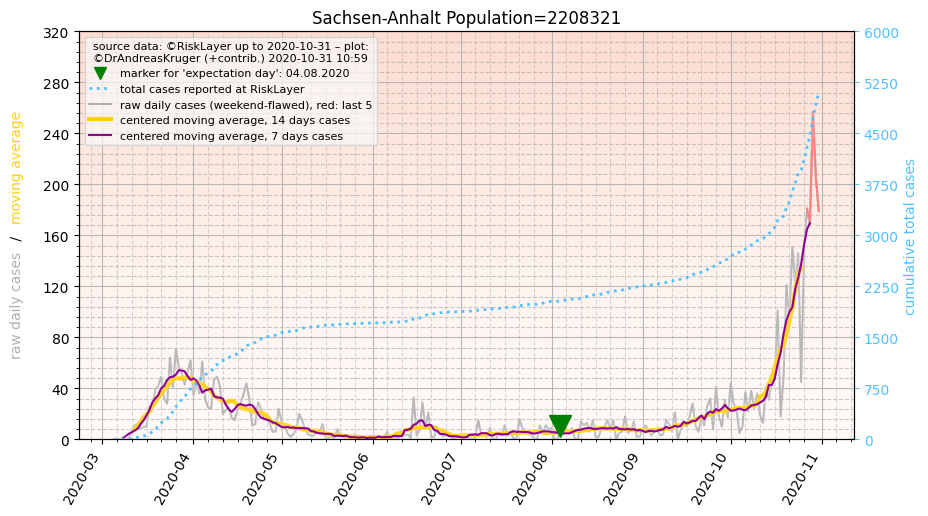 Sachsen-Anhalt Population=2208321
source data: ©RiskLayer up to 2020-10-31 – plot:
©DrAndreasKruger (+contrib.) 2020-10-31 10:59
marker for 'expectation day': 04.08.2020
total cases reported at RiskLayer
raw daily cases (weekend-flawed), red: last 5
centered moving average, 14 days cases
centered moving average, 7 days cases
raw daily cases / moving average
320
280
240
200
160
120
80
40
0
6000
5250
4500
3750
3000
2250
1500
750
0
cumulative total cases
2020-03
2020-04
2020-05
2020-06
2020-07
2020-08
2020-09
2020-10
2020-11